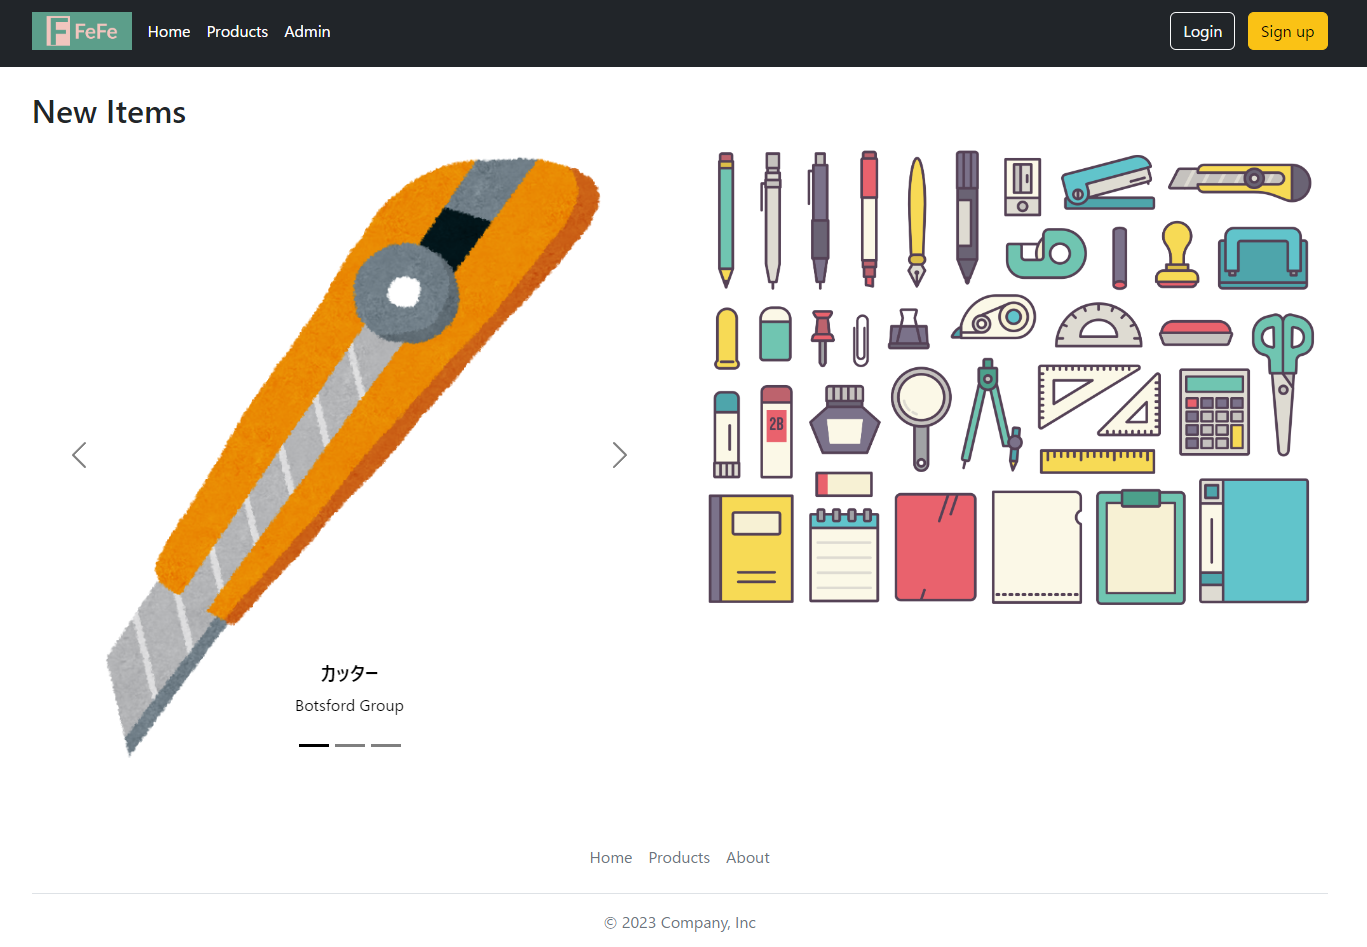 FeFe Home Products Admin Login Sign up
New Items
2B
カッター
Botsford Group
Home Products About
© 2023 Company, Inc